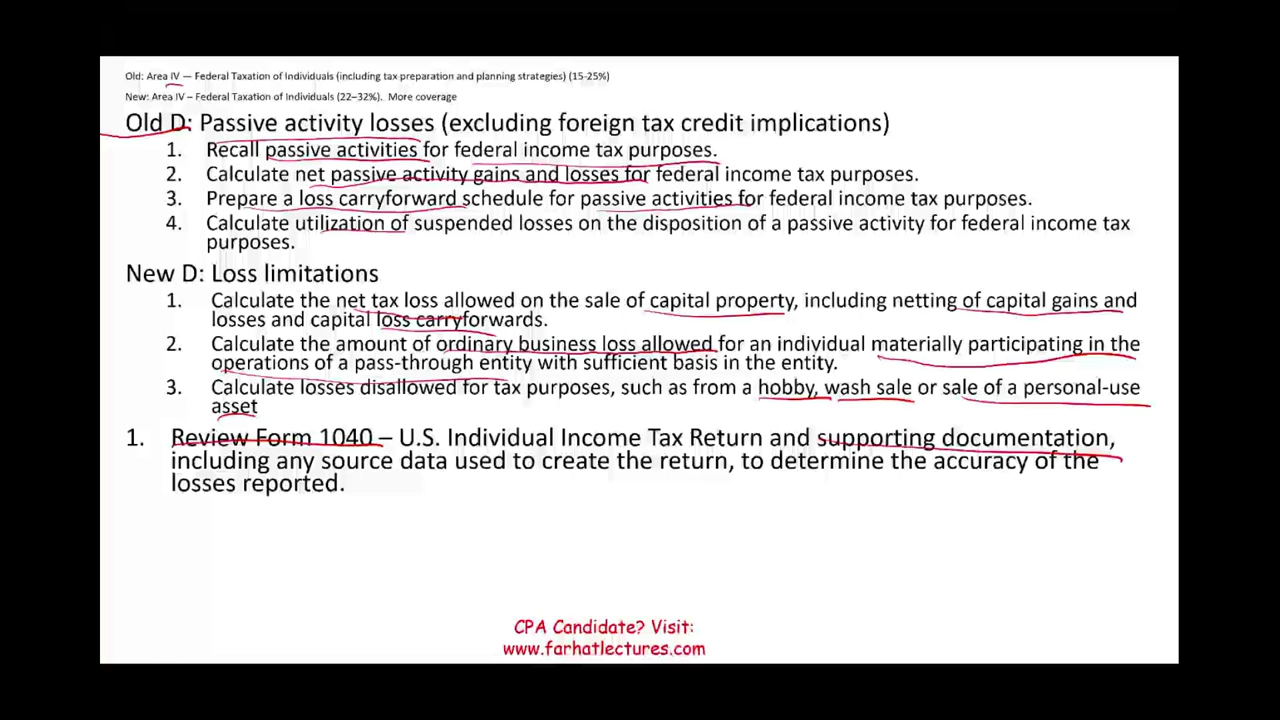 Old: Area IV — Federal Taxation of Individuals (including tax preparation and planning strategies) (15-25%)
New: Area IV – Federal Taxation of Individuals (22–32%). More coverage
Old D: Passive activity losses (excluding foreign tax credit implications)
1. Recall passive activities for federal income tax purposes.
2. Calculate net passive activity gains and losses for federal income tax purposes.
3. Prepare a loss carryforward schedule for passive activities for federal income tax purposes.
4. Calculate utilization of suspended losses on the disposition of a passive activity for federal income tax
purposes.
New D: Loss limitations
1. Calculate the net tax loss allowed on the sale of capital property, including netting of capital gains and
losses and capital loss carryforwards.
2. Calculate the amount of ordinary business loss allowed for an individual materially participating in the
operations of a pass-through entity with sufficient basis in the entity.
3. Calculate losses disallowed for tax purposes, such as from a hobby, wash sale or sale of a personal-use
asset
1. Review Form 1040 – U.S. Individual Income Tax Return and supporting documentation,
including any source data used to create the return, to determine the accuracy of the
losses reported.
CPA Candidate? Visit:
www.farhatlectures.com